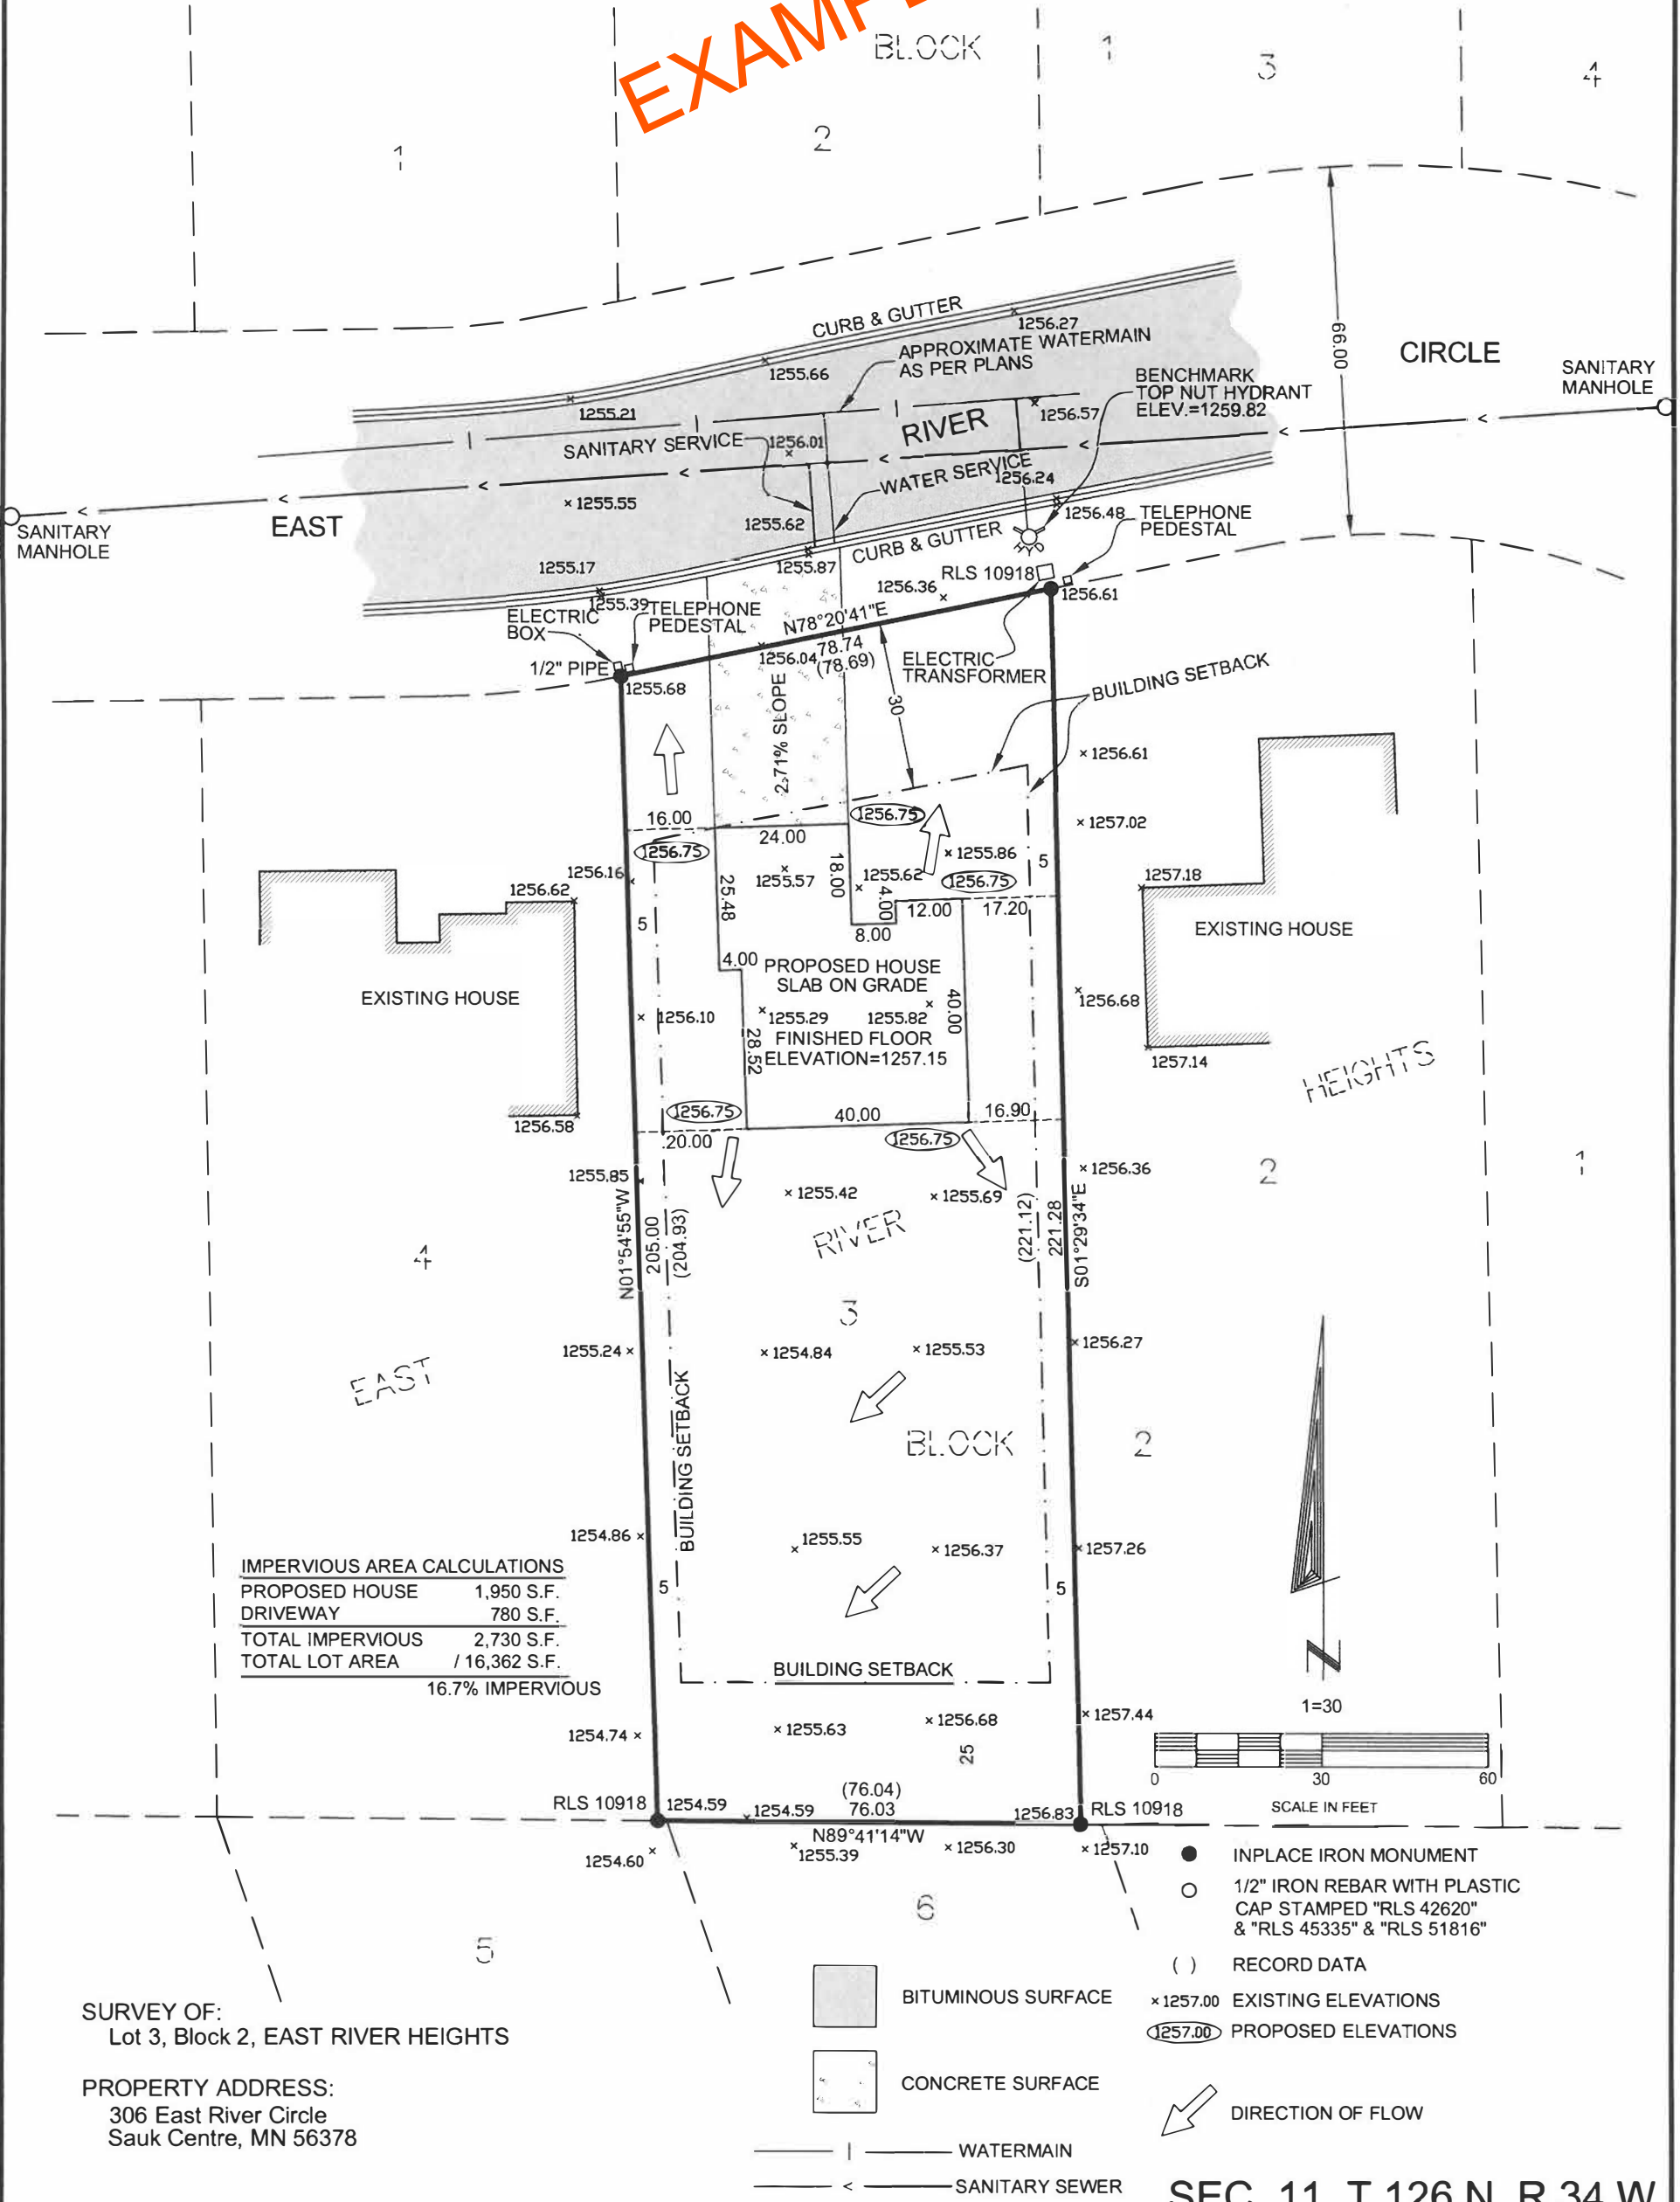 BLOCK
1
3
4
2
1
CURB & GUTTER
1256.27
66.00
CIRCLE
SANITARY
MANHOLE
APPROXIMATE WATERMAIN
AS PER PLANS
1255.66
BENCHMARK
TOP NUT HYDRANT
ELEV.=1259.82
1255.21
1256.57
RIVER
SANITARY SERVICE
1256.01
WATER SERVICE
1256.24
1255.55
EAST
SANITARY
MANHOLE
1255.62
1256.48
TELEPHONE
PEDESTAL
CURB & GUTTER
1255.17
1255.87
1256.36
RLS 10918
1256.61
1255.39
ELECTRIC
BOX
TELEPHONE
PEDESTAL
N78°20'41"E
78.74
(78.69)
1256.04
1/2" PIPE
1255.68
ELECTRIC
TRANSFORMER
BUILDING SETBACK
30
2.71% SLOPE
1256.61
16.00
24.00
1256.75
1257.02
1256.75
1255.86
5
1256.16
1255.57
18.00
1255.62
1256.75
1257.18
1256.62
25.48
4.00
12.00
17.20
5
8.00
EXISTING HOUSE
4.00
PROPOSED HOUSE
SLAB ON GRADE
EXISTING HOUSE
40.00
1256.68
1256.10
1255.29
1255.82
28.52
FINISHED FLOOR
ELEVATION=1257.15
1257.14
HEIGHTS
1256.75
40.00
16.90
1256.58
20.00
1256.75
1255.85
1256.36
2
1
1255.42
1255.69
N01°54'55"W
205.00
(204.93)
(221.12)
221.28
S01°29'34"E
RIVER
4
3
1255.24
1254.84
1255.53
1256.27
EAST
BUILDING SETBACK
BLOCK
2
1254.86
1255.55
1256.37
1257.26
5
5
IMPERVIOUS AREA CALCULATIONS
PROPOSED HOUSE 1,950 S.F.
DRIVEWAY 780 S.F.
TOTAL IMPERVIOUS 2,730 S.F.
TOTAL LOT AREA / 16,362 S.F.
16.7% IMPERVIOUS
BUILDING SETBACK
N
1=30
1254.74
1255.63
1256.68
1257.44
25
0 30 60
SCALE IN FEET
(76.04)
76.03
RLS 10918
1254.59
1254.59
1256.83
RLS 10918
N89°41'14"W
1254.60
1255.39
1256.30
1257.10
INPLACE IRON MONUMENT
1/2" IRON REBAR WITH PLASTIC
CAP STAMPED "RLS 42620"
& "RLS 45335" & "RLS 51816"
6
5
( ) RECORD DATA
BITUMINOUS SURFACE
×1257.00 EXISTING ELEVATIONS
1257.00 PROPOSED ELEVATIONS
SURVEY OF:
Lot 3, Block 2, EAST RIVER HEIGHTS
CONCRETE SURFACE
PROPERTY ADDRESS:
306 East River Circle
Sauk Centre, MN 56378
DIRECTION OF FLOW
WATERMAIN
SANITARY SEWER
SEC. 11, T.126 N., R.34 W.